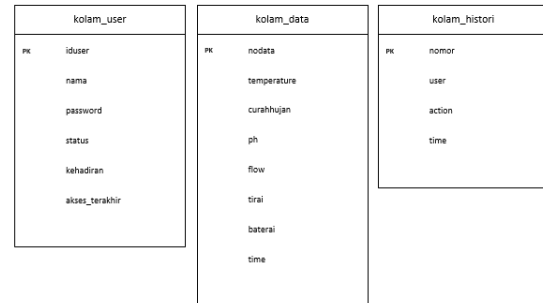 kolam_user
PK iduser
nama
password
status
kehadiran
akses_terakhir
kolam_data
PK nodata
temperature
curahhujan
ph
flow
tirai
baterai
time
kolam_histori
PK nomor
user
action
time